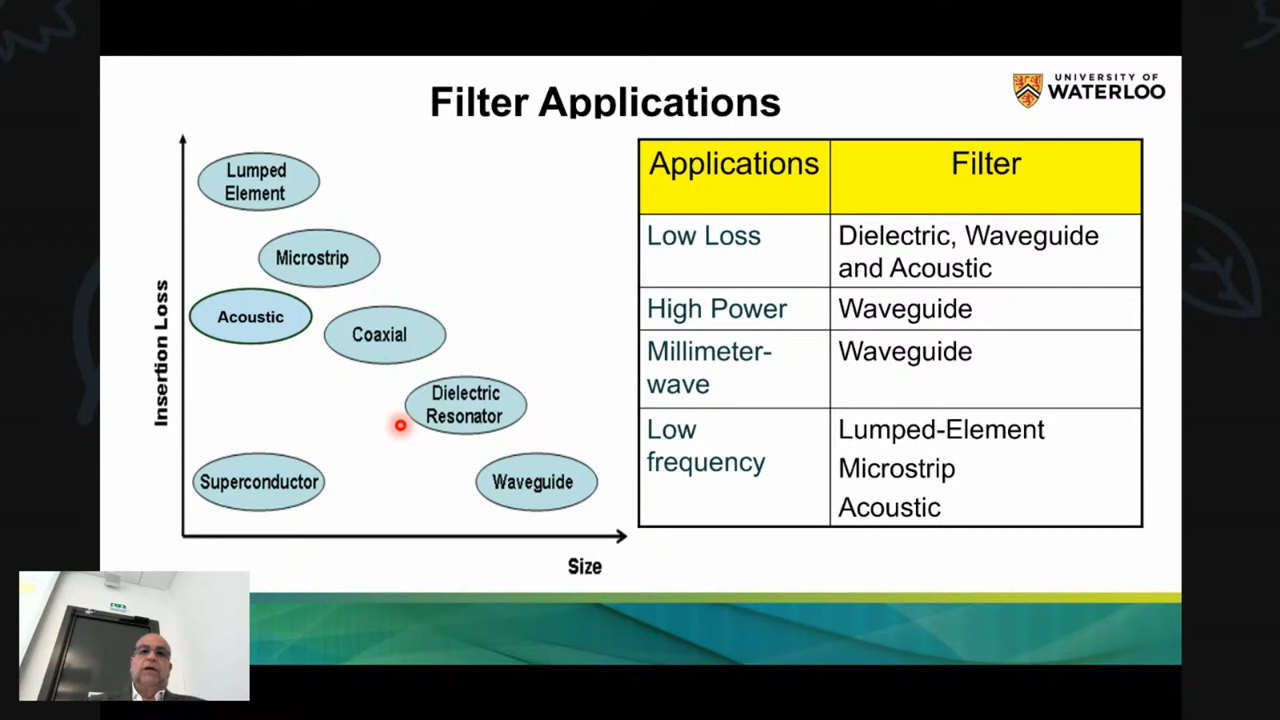 Filter Applications
UNIVERSITY OF
WATERLOO
Insertion Loss
Lumped
Element
Microstrip
Acoustic
Coaxial
Dielectric
Resonator
Superconductor
Waveguide
Size
Applications
Filter
Low Loss
Dielectric, Waveguide
and Acoustic
High Power
Waveguide
Millimeter-
wave
Waveguide
Low
frequency
Lumped-Element
Microstrip
Acoustic